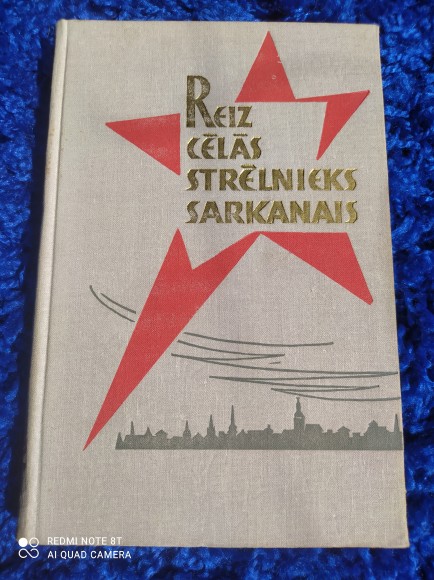 REIZ
CĒLĀS
STRĒLNIEKS
SARKANAIS
REDMI NOTE 8T
AI QUAD CAMERA